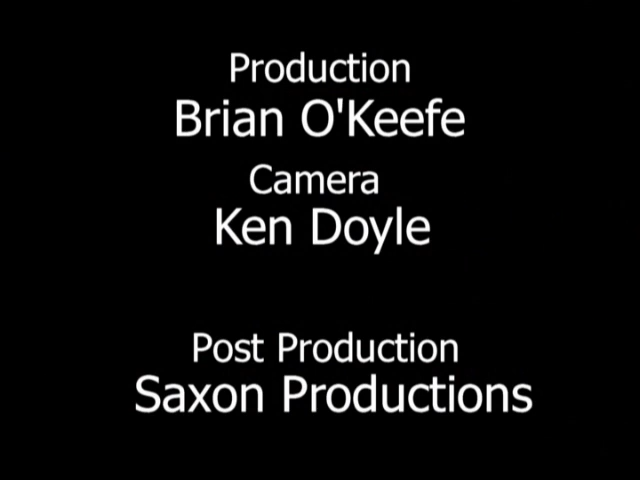 Production
Brian O'Keefe
Camera
Ken Doyle
Post Production
Saxon Productions